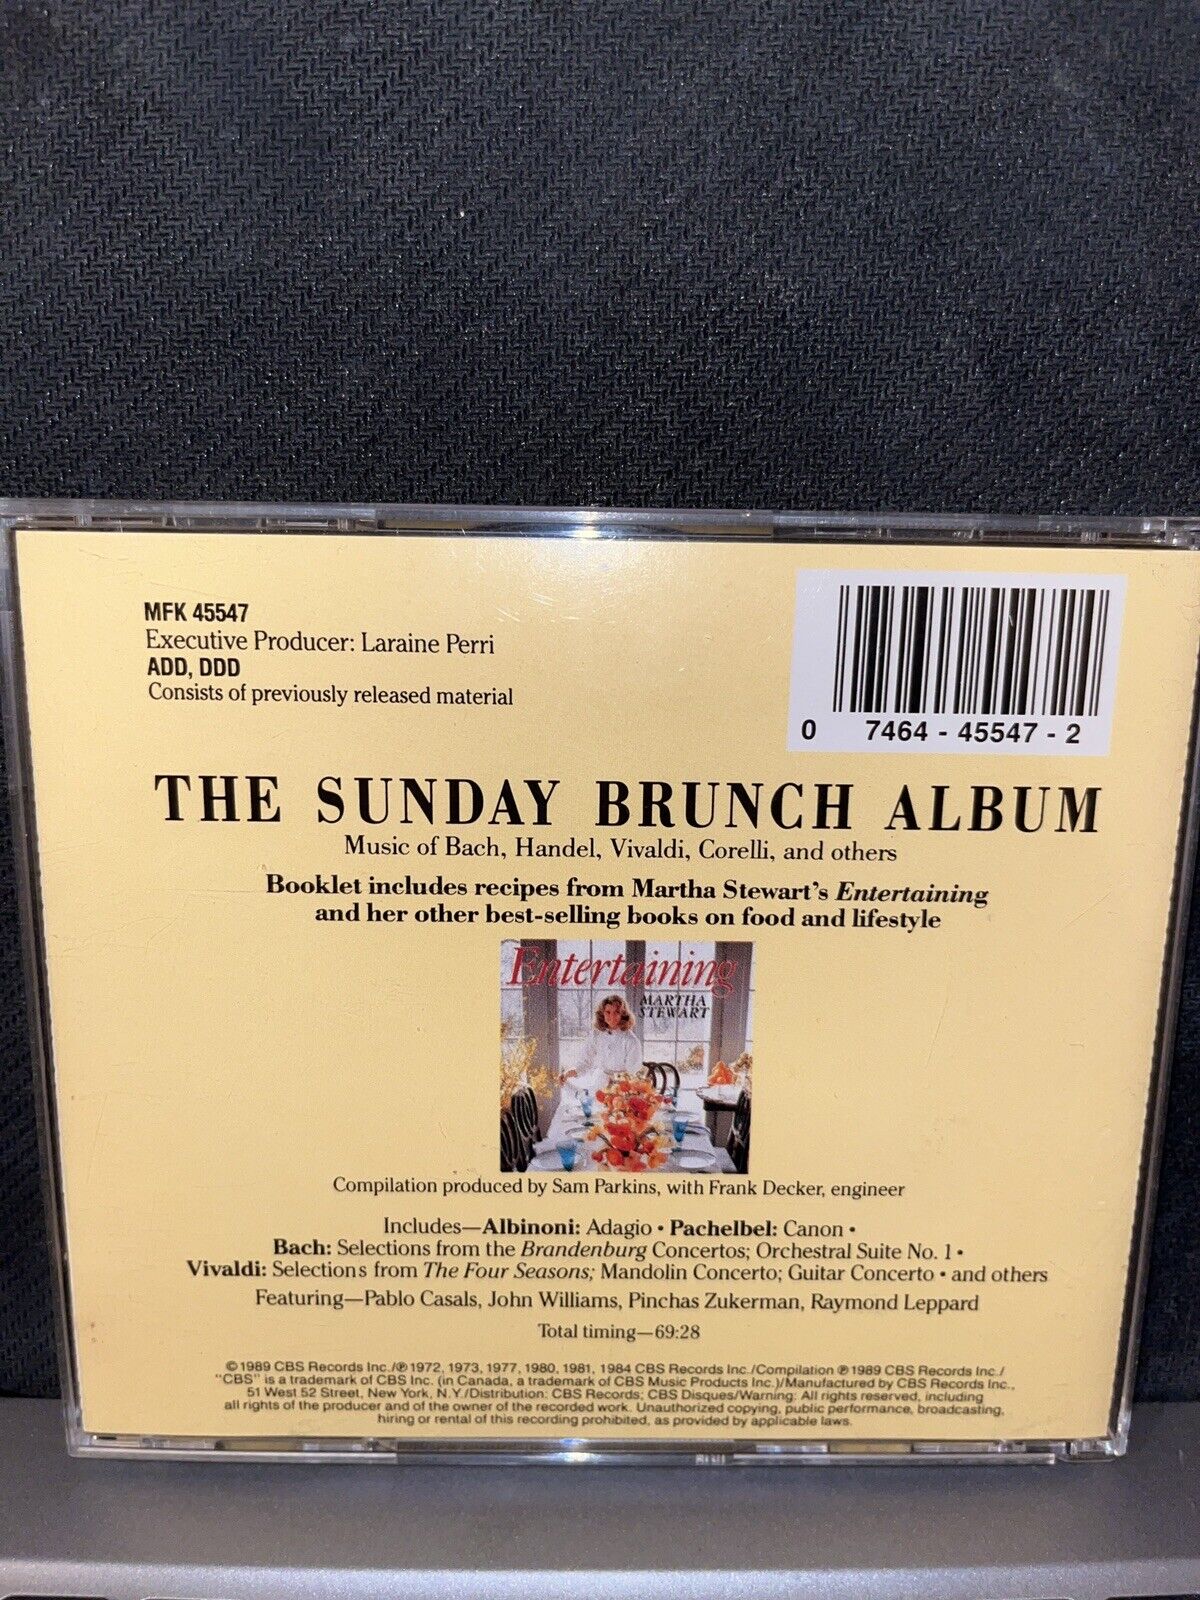 MFK 45547
Executive Producer: Laraine Perri
ADD, DDD
Consists of previously released material
0 7464 - 45547 - 2
THE SUNDAY BRUNCH ALBUM
Music of Bach, Handel, Vivaldi, Corelli, and others
Booklet includes recipes from Martha Stewart's Entertaining
and her other best-selling books on food and lifestyle
Entertaining
MARTHA
STEWART
Compilation produced by Sam Parkins, with Frank Decker, engineer
Includes—Albinoni: Adagio • Pachelbel: Canon •
Bach: Selections from the Brandenburg Concertos; Orchestral Suite No. 1 •
Vivaldi: Selections from The Four Seasons; Mandolin Concerto; Guitar Concerto • and others
Featuring—Pablo Casals, John Williams, Pinchas Zukerman, Raymond Leppard
Total timing—69:28
© 1989 CBS Records Inc./℗ 1972, 1973, 1977, 1980, 1981, 1984 CBS Records Inc./Compilation ℗ 1989 CBS Records Inc./
"CBS" is a trademark of CBS Inc. (in Canada, a trademark of CBS Music Products Inc.)/Manufactured by CBS Records Inc.,
51 West 52 Street, New York, N.Y./Distribution: CBS Records; CBS Disques/Warning: All rights reserved, including
all rights of the producer and of the owner of the recorded work. Unauthorized copying, public performance, broadcasting,
hiring or rental of this recording prohibited, as provided by applicable laws.